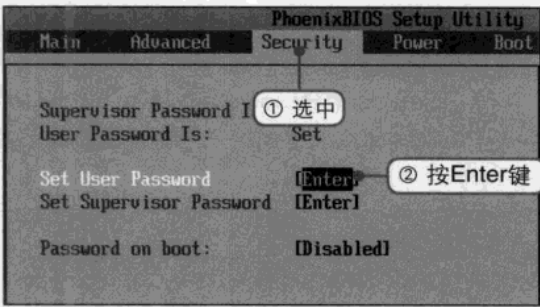 PhoenixBIOS Setup Utility
Main Advanced Security Power Boot
Supervisor Password I
① 选中
User Password Is: Set
Set User Password [Enter]
② 按Enter键
Set Supervisor Password [Enter]
Password on boot: [Disabled]